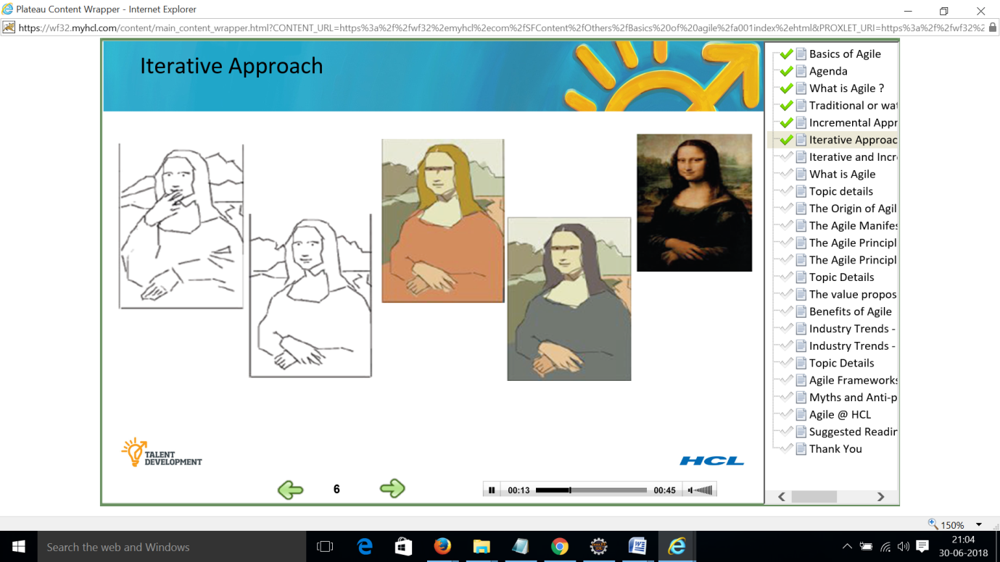 Plateau Content Wrapper - Internet Explorer
https://wf32.myhcl.com/content/main_content_wrapper.html?CONTENT_URL=https%3a%2f%2fwf32%2emyhcl%2ecom%2fSFContent%2fOthers%2fBasics%20of%20agile%2fa001index%2ehtml&PROXLET_URI=https%3a%2f%2fwf32%2
Iterative Approach
Basics of Agile
Agenda
What is Agile ?
Traditional or wat
Incremental Appr
Iterative Approac
Iterative and Incr
What is Agile
Topic details
The Origin of Agil
The Agile Manifes
The Agile Principl
The Agile Principl
Topic Details
The value propos
Benefits of Agile
Industry Trends -
Industry Trends -
Topic Details
Agile Frameworks
Myths and Anti-p
Agile @ HCL
Suggested Readin
Thank You
TALENT
DEVELOPMENT
HCL
6
00:13 00:45
150%
Search the web and Windows
21:04
30-06-2018